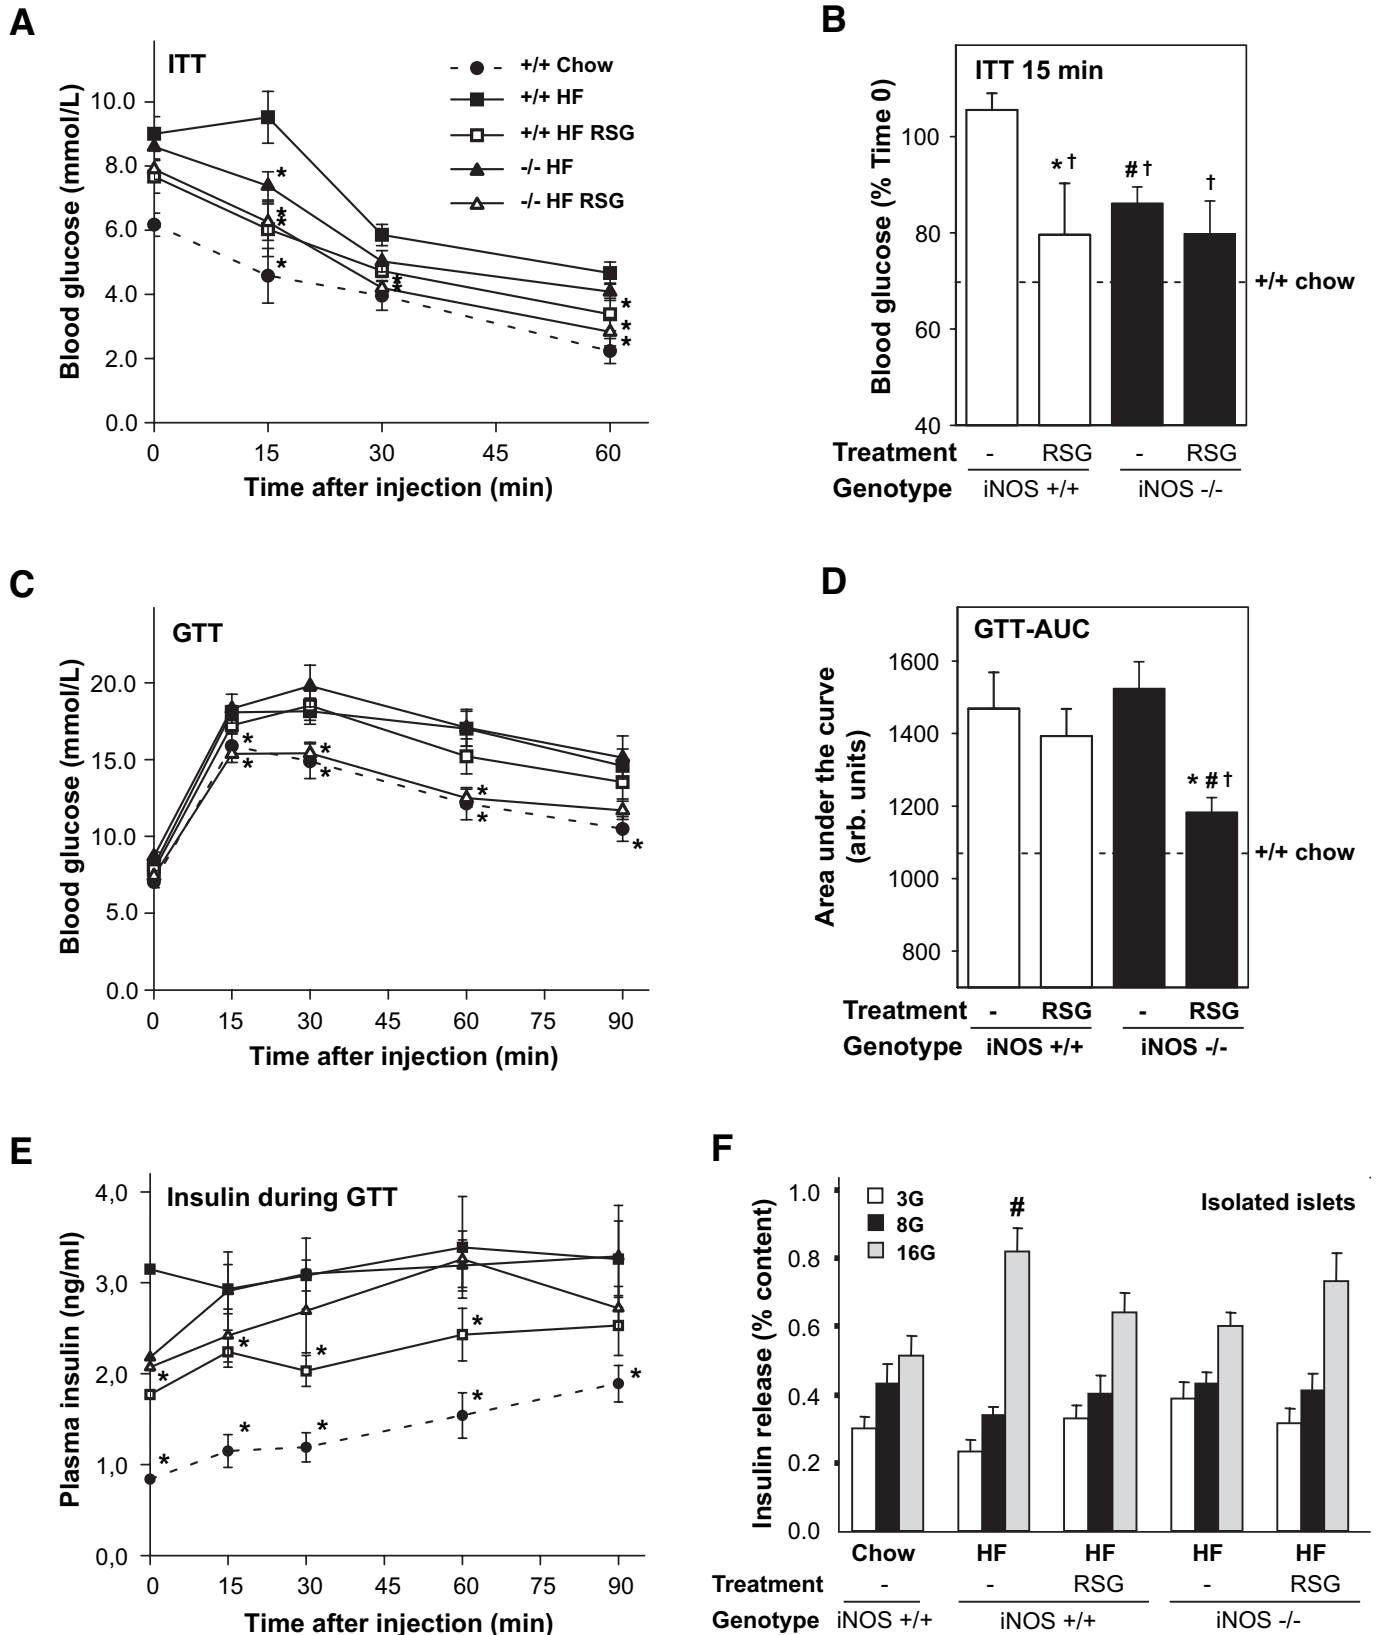 A
ITT
+/+ Chow
+/+ HF
+/+ HF RSG
-/- HF
-/- HF RSG
Blood glucose (mmol/L)
10.0
8.0
6.0
4.0
2.0
0.0
*
*
*
*
*
*
*
*
*
0 15 30 45 60
Time after injection (min)
B
ITT 15 min
Blood glucose (% Time 0)
100
80
60
40
* †
# †
†
+/+ chow
Treatment - RSG - RSG
Genotype iNOS +/+ iNOS -/-
C
GTT
Blood glucose (mmol/L)
20.0
15.0
10.0
5.0
0.0
*
*
*
*
*
*
*
0 15 30 45 60 75 90
Time after injection (min)
D
GTT-AUC
Area under the curve
(arb. units)
1600
1400
1200
1000
800
* # †
+/+ chow
Treatment - RSG - RSG
Genotype iNOS +/+ iNOS -/-
E
Insulin during GTT
Plasma insulin (ng/ml)
4,0
3,0
2,0
1,0
0,0
*
*
*
*
*
*
*
*
*
0 15 30 45 60 75 90
Time after injection (min)
F
3G
8G
16G
Isolated islets
#
Insulin release (% content)
1.0
0.8
0.6
0.4
0.2
0.0
Chow HF HF HF HF
Treatment - - RSG - RSG
Genotype iNOS +/+ iNOS +/+ iNOS -/-